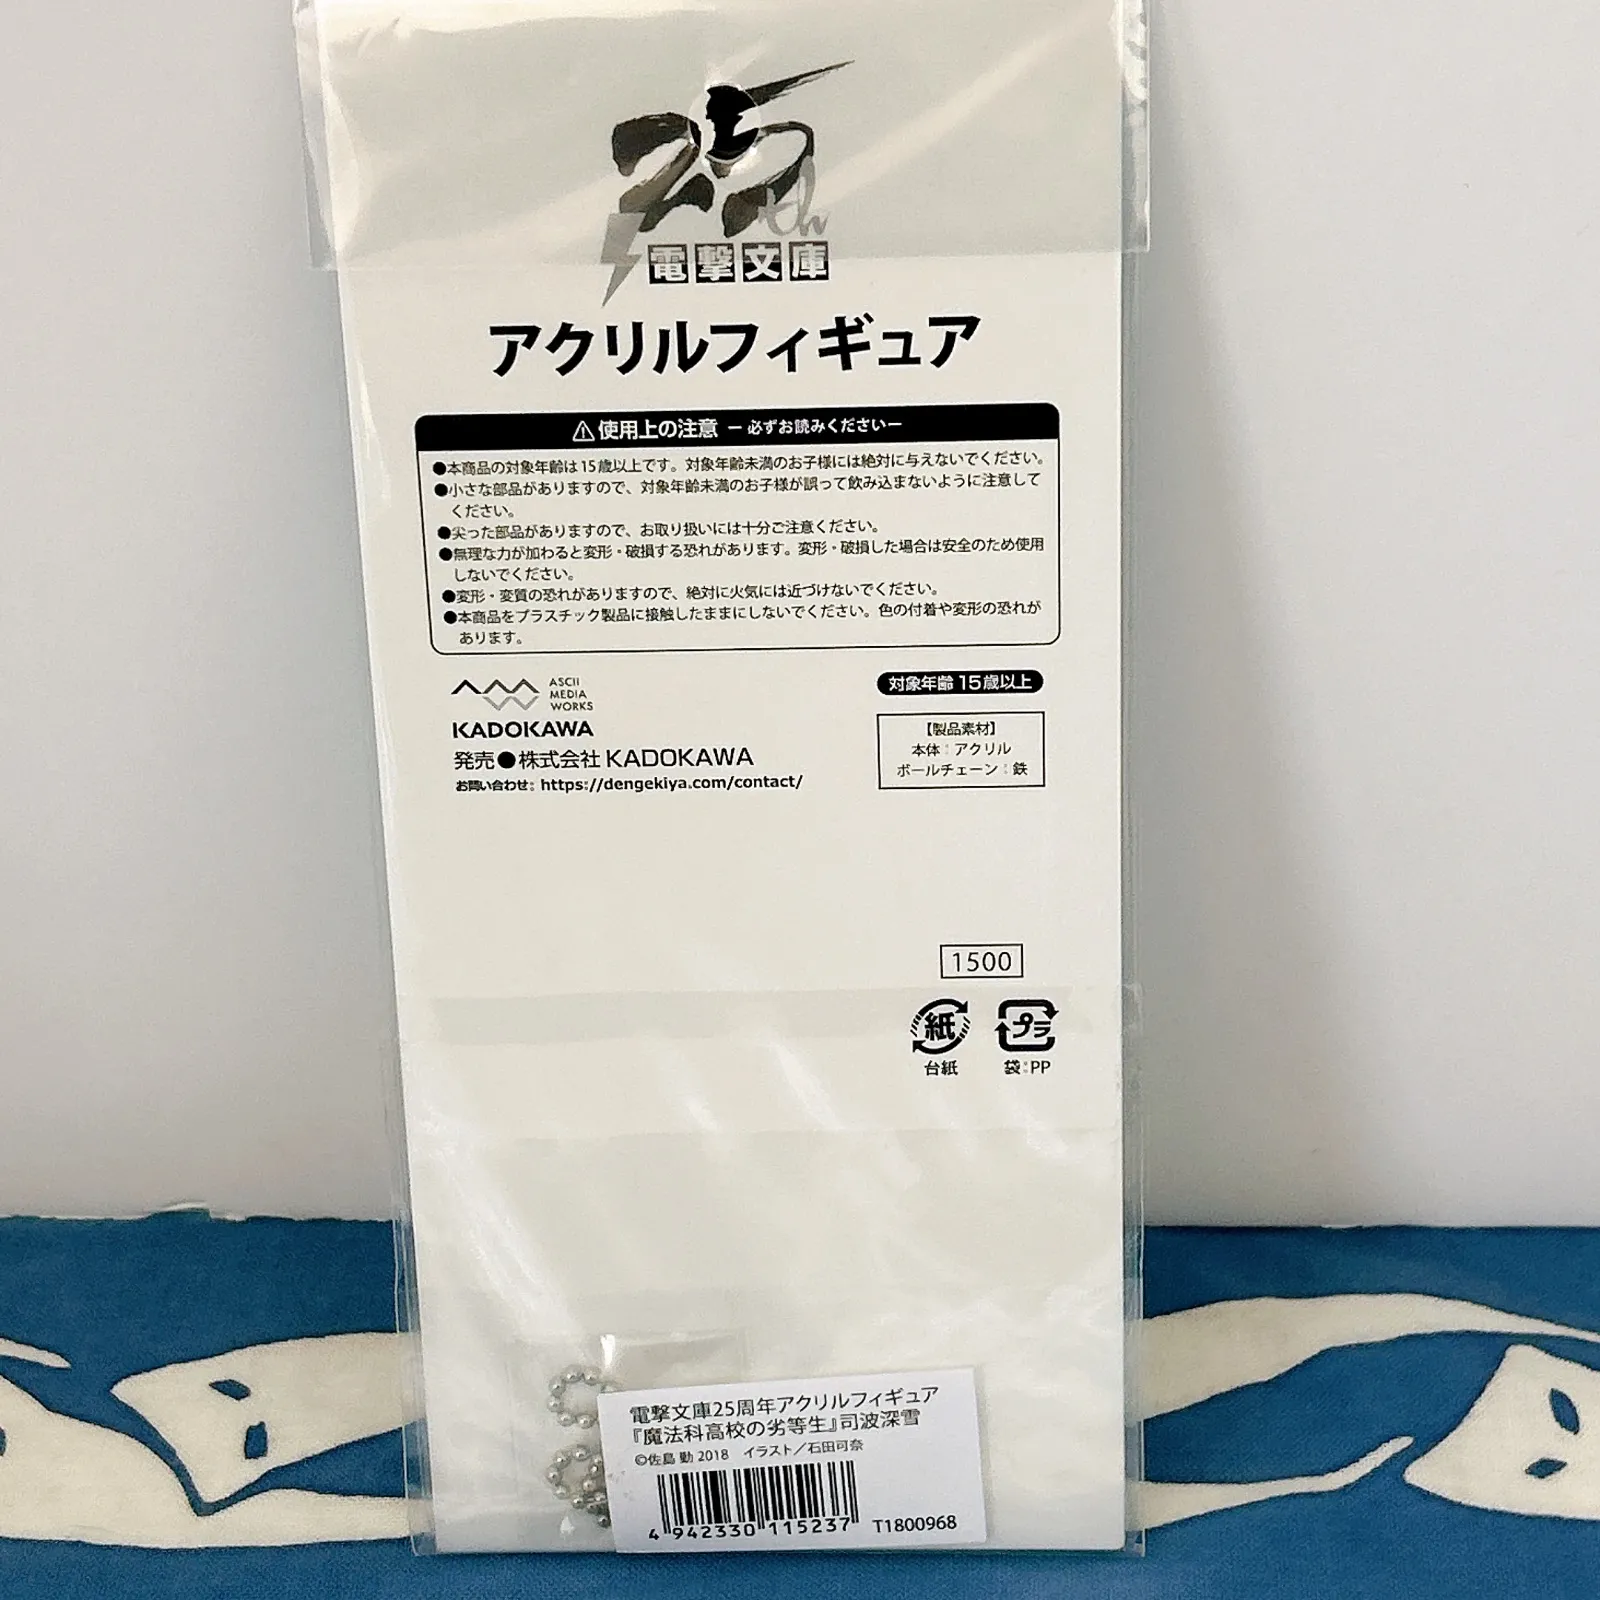 25th
電撃文庫
アクリルフィギュア
⚠使用上の注意 ー必ずお読みくださいー
●本商品の対象年齢は15歳以上です。対象年齢未満のお子様には絶対に与えないでください。
●小さな部品がありますので、対象年齢未満のお子様が誤って飲み込まないように注意して
ください。
●尖った部品がありますので、お取り扱いには十分ご注意ください。
●無理な力が加わると変形・破損する恐れがあります。変形・破損した場合は安全のため使用
しないでください。
●変形・変質の恐れがありますので、絶対に火気には近づけないでください。
●本商品をプラスチック製品に接触したままにしないでください。色の付着や変形の恐れが
あります。
ASCII
MEDIA
WORKS
KADOKAWA
発売●株式会社KADOKAWA
お問い合わせ：https://dengekiya.com/contact/
対象年齢15歳以上
【製品素材】
本体：アクリル
ボールチェーン：鉄
1500
紙
台紙
プラ
袋：PP
電撃文庫25周年アクリルフィギュア
『魔法科高校の劣等生』司波深雪
©佐島 勤 2018 イラスト／石田可奈
4 942330 115237 T1800968